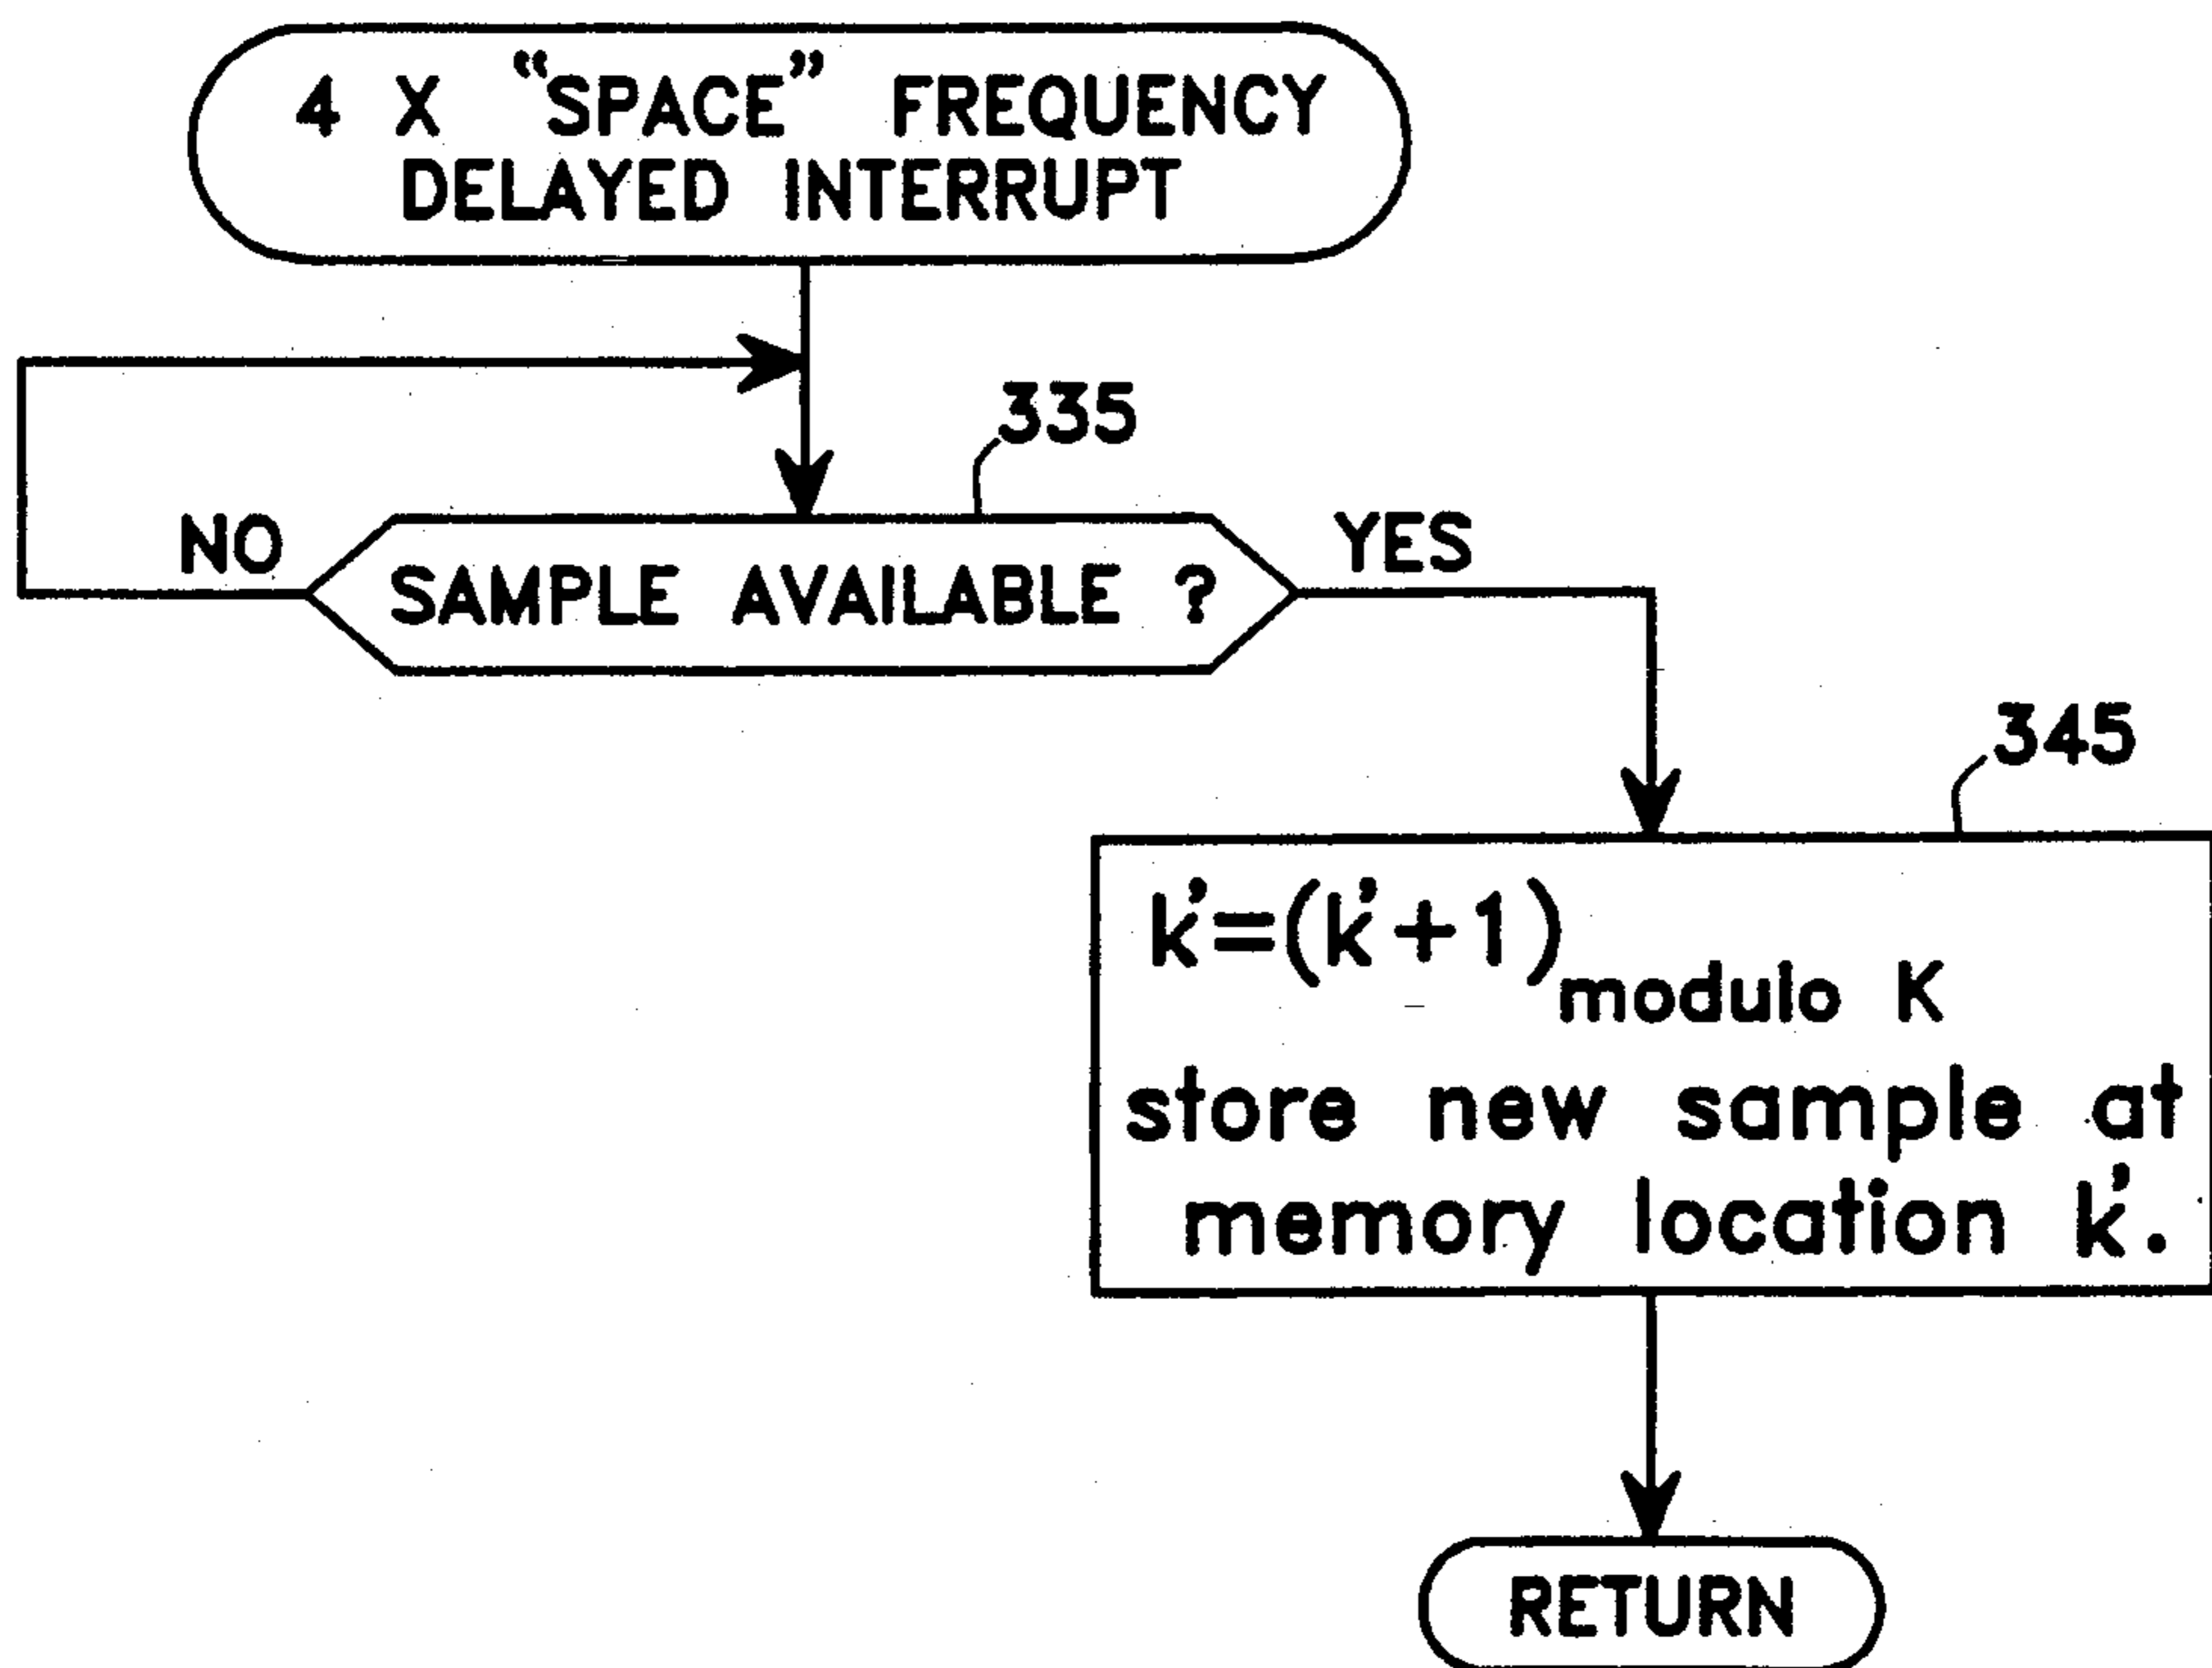 4 X “SPACE” FREQUENCY
DELAYED INTERRUPT
335
NO
SAMPLE AVAILABLE ?
YES
345
k'=(k'+1)modulo K
store new sample at
memory location k'.
RETURN